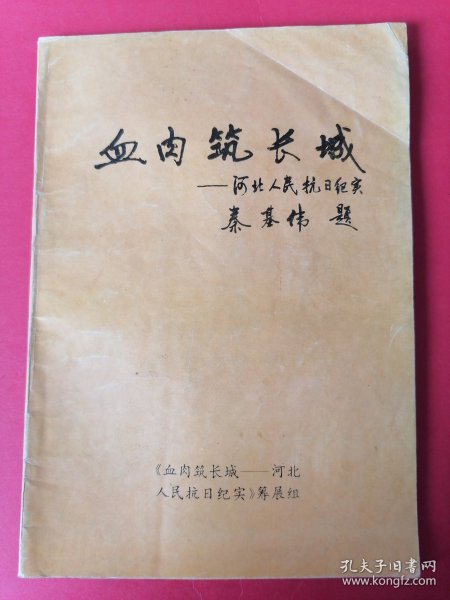 血肉筑长城
——河北人民抗日纪实
秦基伟 题
《血肉筑长城——河北
人民抗日纪实》筹展组
孔夫子旧书网
www.kongfz.com